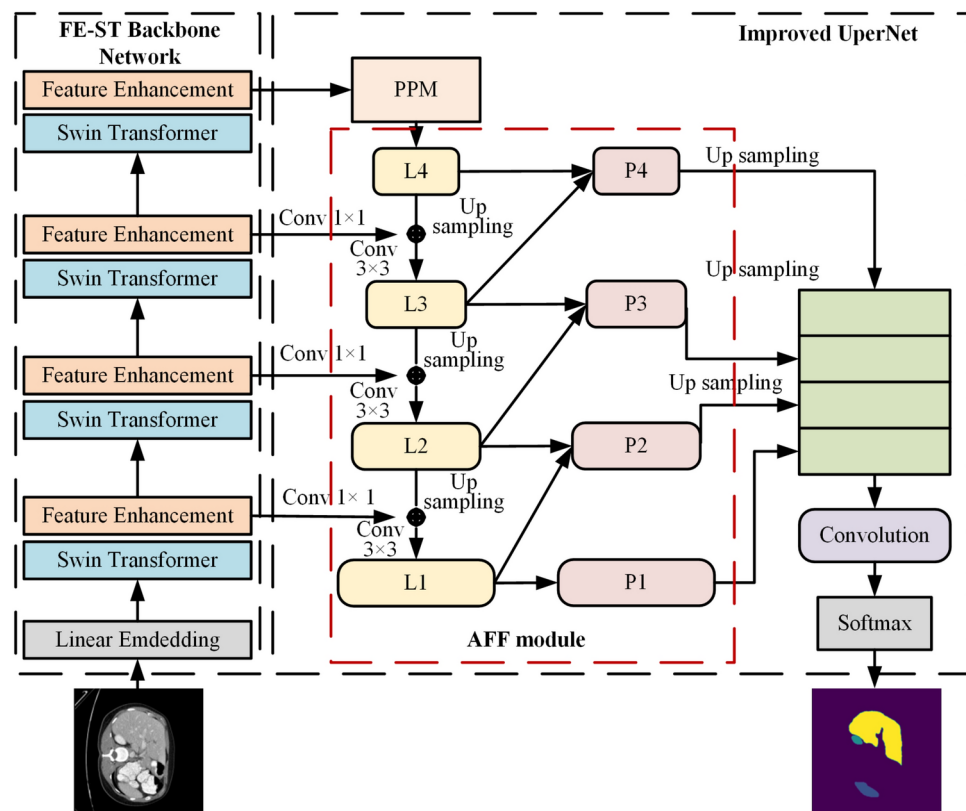 FE-ST Backbone
Network
Improved UperNet
Feature Enhancement
PPM
Swin Transformer
L4
P4
Up sampling
Up
sampling
Conv 1×1
Feature Enhancement
Conv
3×3
Swin Transformer
L3
P3
Up sampling
Up
sampling
Conv 1×1
Feature Enhancement
Conv
3×3
Up sampling
Swin Transformer
L2
P2
Up
sampling
Conv 1× 1
Feature Enhancement
Conv
3×3
Convolution
Swin Transformer
L1
P1
Softmax
Linear Emdedding
AFF module